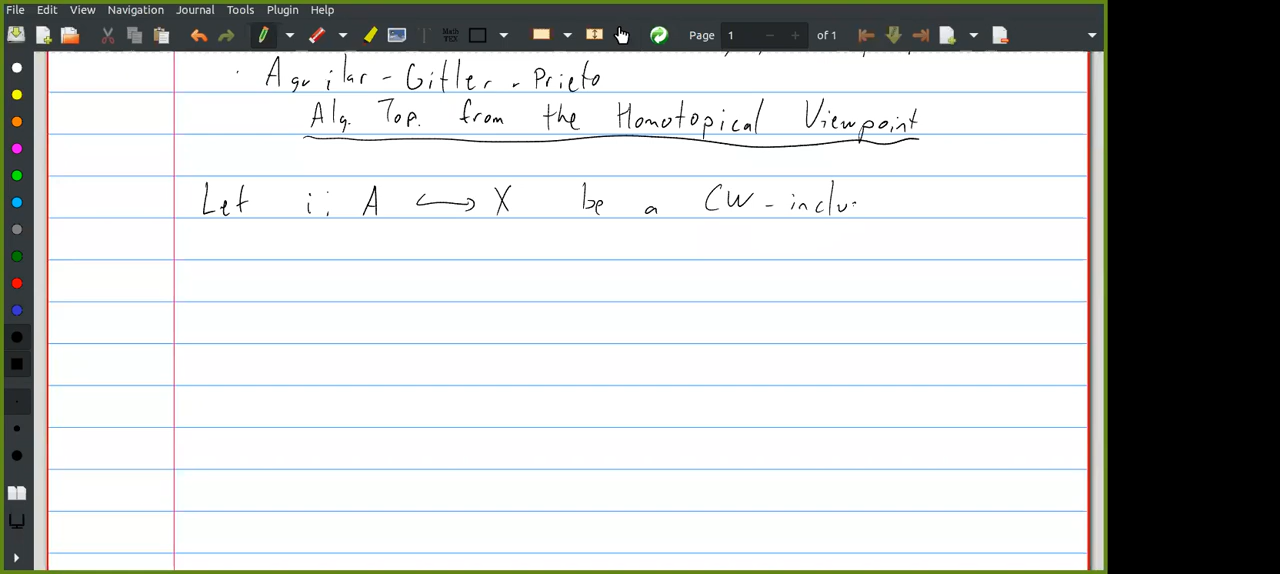 File Edit View Navigation Journal Tools Plugin Help
Page 1 of 1
Aguilar - Gitler - Prieto
Alg. Top. from the Homotopical Viewpoint
Let i: A ↪ X be a CW - inclu